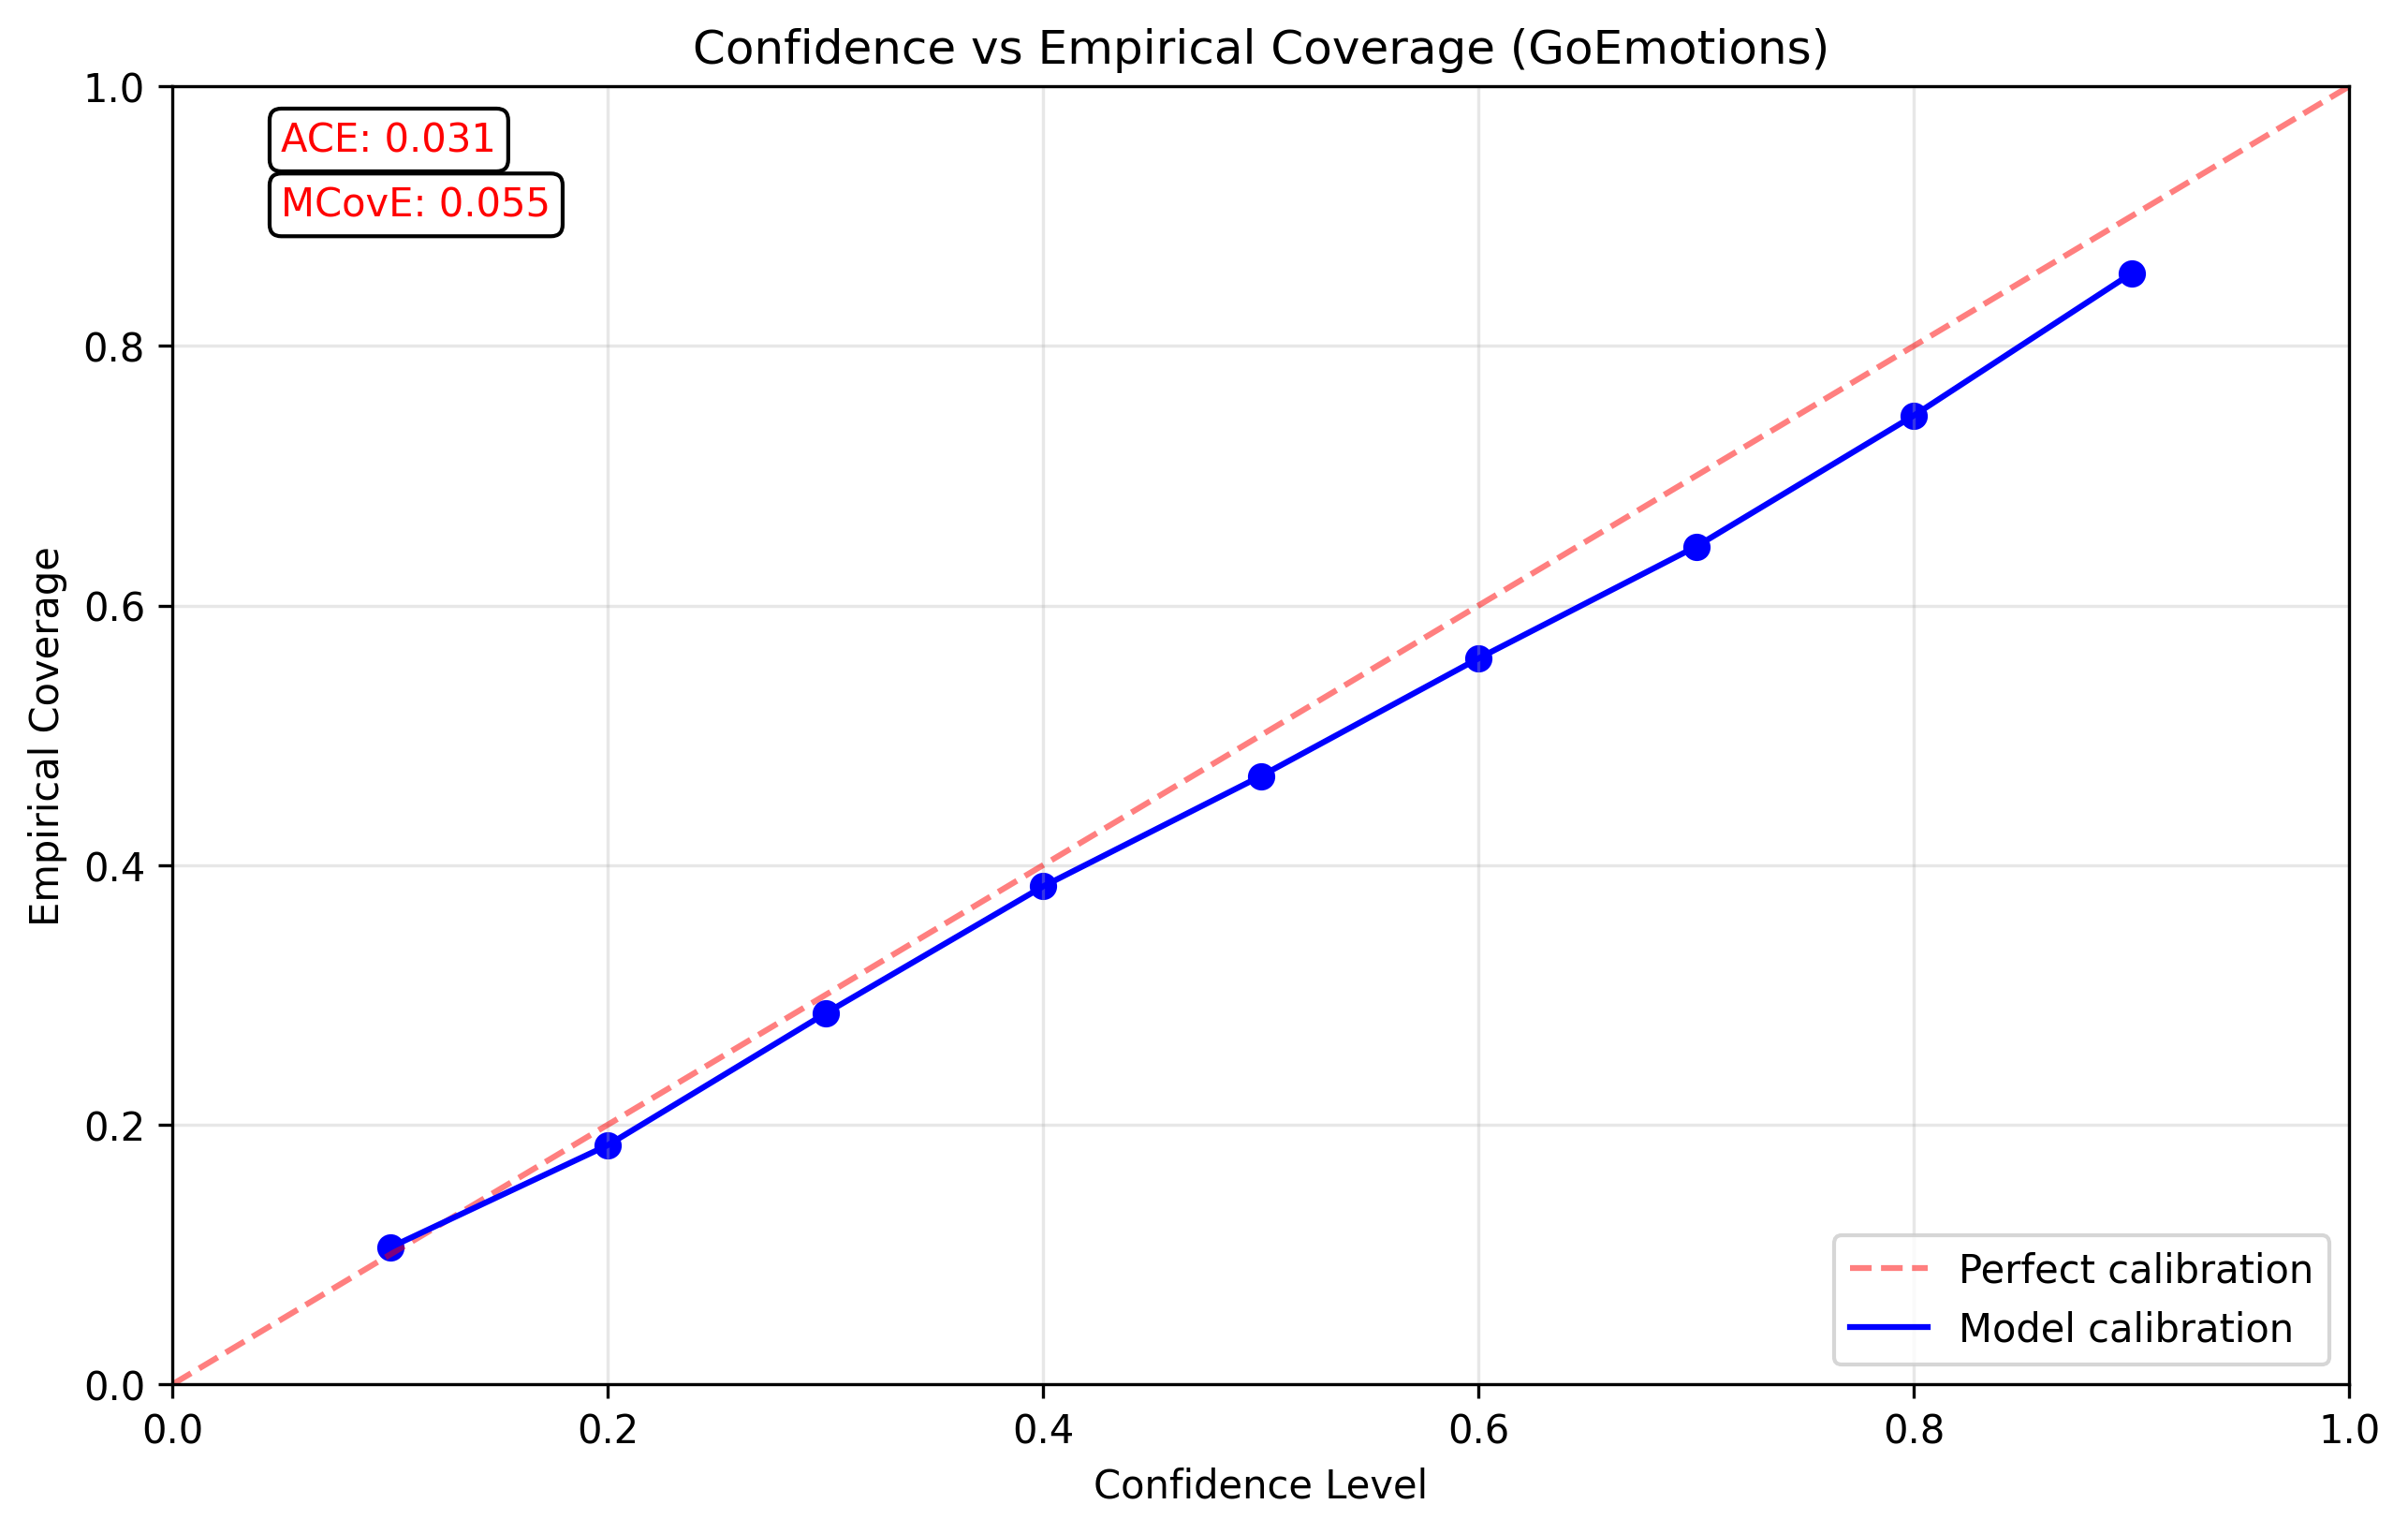 Confidence vs Empirical Coverage (GoEmotions)
ACE: 0.031
MCovE: 0.055
Empirical Coverage
1.0
0.8
0.6
0.4
0.2
0.0
0.0 0.2 0.4 0.6 0.8 1.0
Confidence Level
Perfect calibration
Model calibration